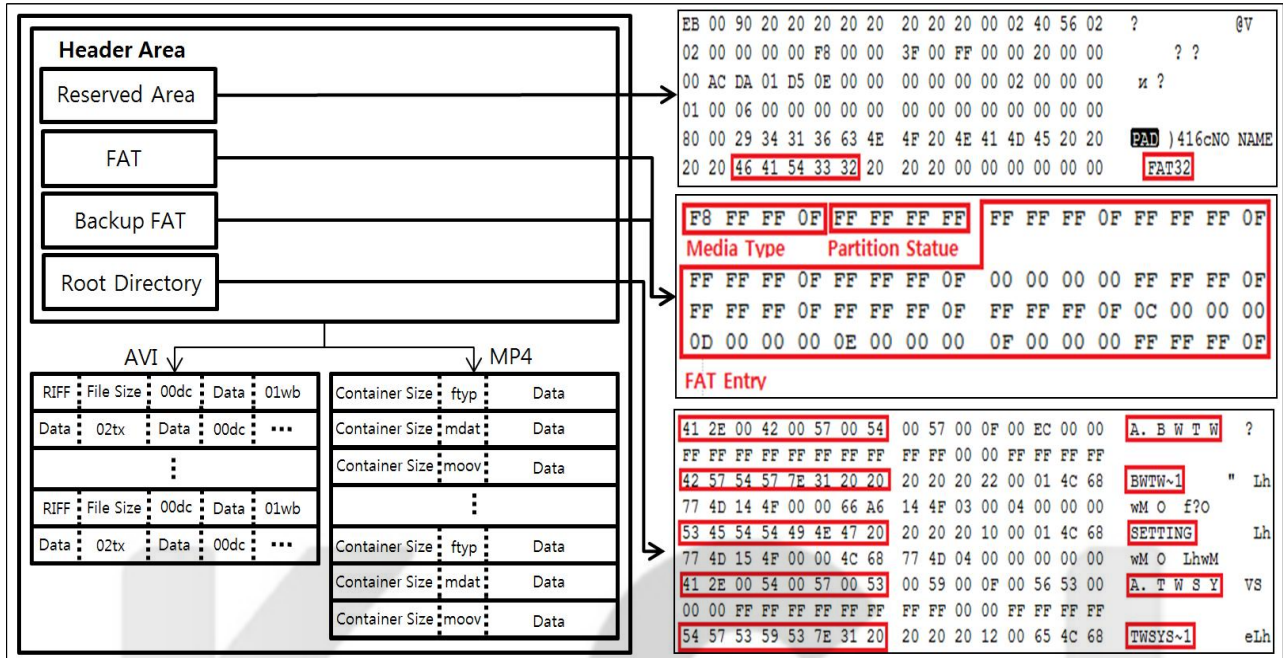 Header Area
Reserved Area
FAT
Backup FAT
Root Directory
AVI
MP4
RIFF File Size 00dc Data 01wb
Data 02tx Data 00dc ...
⋮
RIFF File Size 00dc Data 01wb
Data 02tx Data 00dc ...
Container Size ftyp Data
Container Size mdat Data
Container Size moov Data
⋮
Container Size ftyp Data
Container Size mdat Data
Container Size moov Data
EB 00 90 20 20 20 20 20 20 20 20 00 02 40 56 02 ? @V
02 00 00 00 00 F8 00 00 3F 00 FF 00 00 20 00 00 ? ?
00 AC DA 01 D5 0E 00 00 00 00 00 00 02 00 00 00 и ?
01 00 06 00 00 00 00 00 00 00 00 00 00 00 00 00
80 00 29 34 31 36 63 4E 4F 20 4E 41 4D 45 20 20 PAD )416cNO NAME
20 20 46 41 54 33 32 20 20 20 00 00 00 00 00 00 FAT32
F8 FF FF 0F FF FF FF FF FF FF FF 0F FF FF FF 0F
Media Type Partition Statue
FF FF FF 0F FF FF FF 0F 00 00 00 00 FF FF FF 0F
FF FF FF 0F FF FF FF 0F FF FF FF 0F 0C 00 00 00
0D 00 00 00 0E 00 00 00 0F 00 00 00 FF FF FF 0F
FAT Entry
41 2E 00 42 00 57 00 54 00 57 00 0F 00 EC 00 00 A. B W T W ?
FF FF FF FF FF FF FF FF FF FF 00 00 FF FF FF FF
42 57 54 57 7E 31 20 20 20 20 20 22 00 01 4C 68 BWTW~1 " Lh
77 4D 14 4F 00 00 66 A6 14 4F 03 00 04 00 00 00 wM O f?O
53 45 54 54 49 4E 47 20 20 20 20 10 00 01 4C 68 SETTING Lh
77 4D 15 4F 00 00 4C 68 77 4D 04 00 00 00 00 00 wM O LhwM
41 2E 00 54 00 57 00 53 00 59 00 0F 00 56 53 00 A. T W S Y VS
00 00 FF FF FF FF FF FF FF FF 00 00 FF FF FF FF
54 57 53 59 53 7E 31 20 20 20 20 12 00 65 4C 68 TWSYS~1 eLh